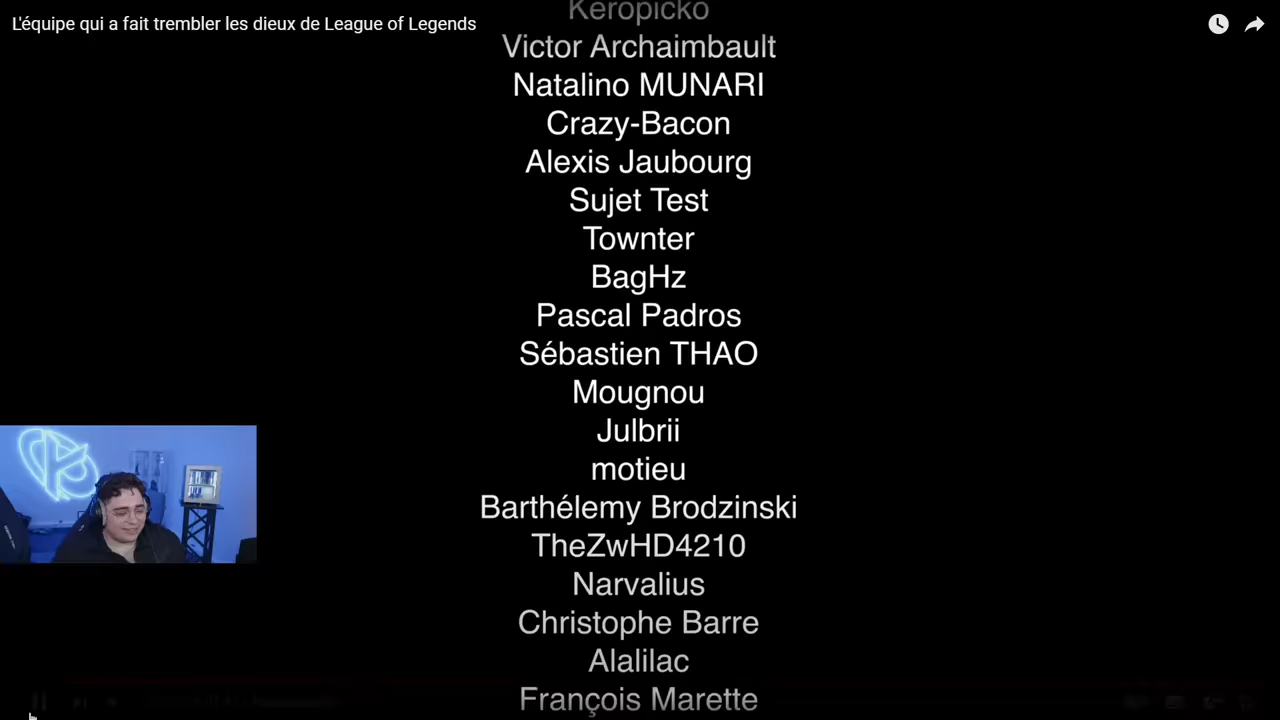 L'équipe qui a fait trembler les dieux de League of Legends
Keropicko
Victor Archaimbault
Natalino MUNARI
Crazy-Bacon
Alexis Jaubourg
Sujet Test
Townter
BagHz
Pascal Padros
Sébastien THAO
Mougnou
Julbrii
motieu
Barthélemy Brodzinski
TheZwHD4210
Narvalius
Christophe Barre
Alalilac
François Marette